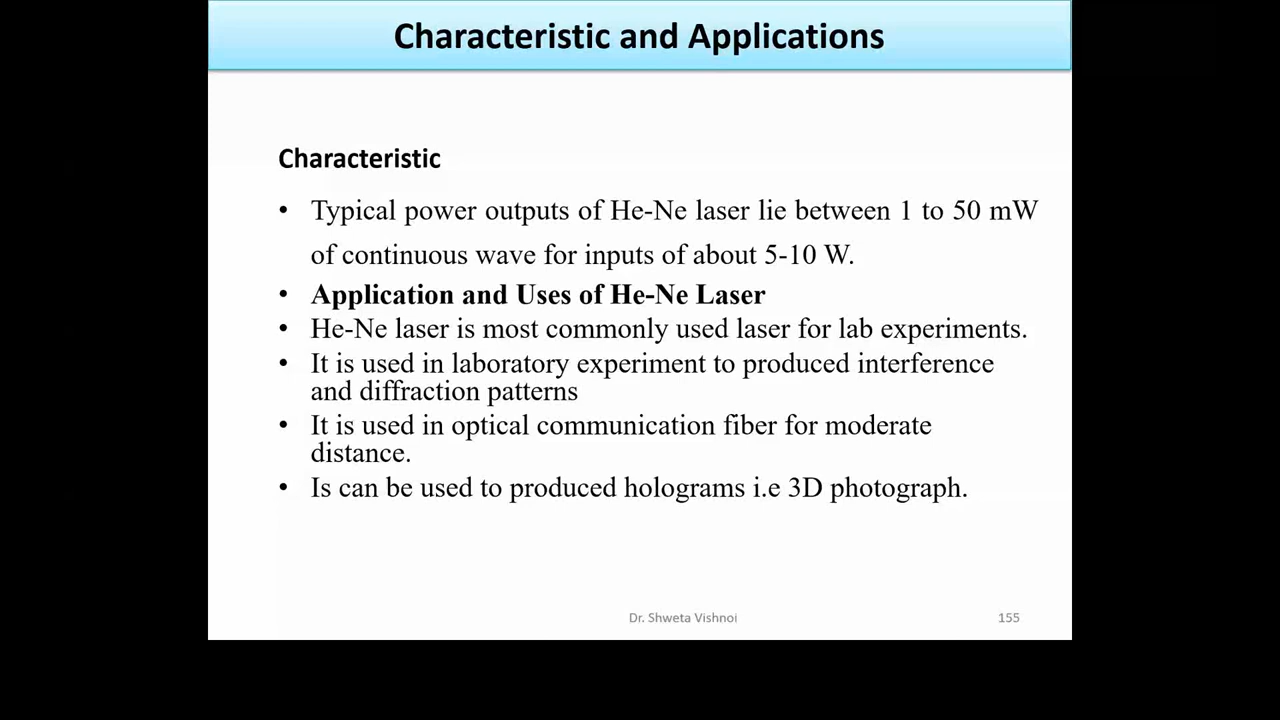 Characteristic and Applications
Characteristic
• Typical power outputs of He-Ne laser lie between 1 to 50 mW
of continuous wave for inputs of about 5-10 W.
• Application and Uses of He-Ne Laser
• He-Ne laser is most commonly used laser for lab experiments.
• It is used in laboratory experiment to produced interference
and diffraction patterns
• It is used in optical communication fiber for moderate
distance.
• Is can be used to produced holograms i.e 3D photograph.
Dr. Shweta Vishnoi
155